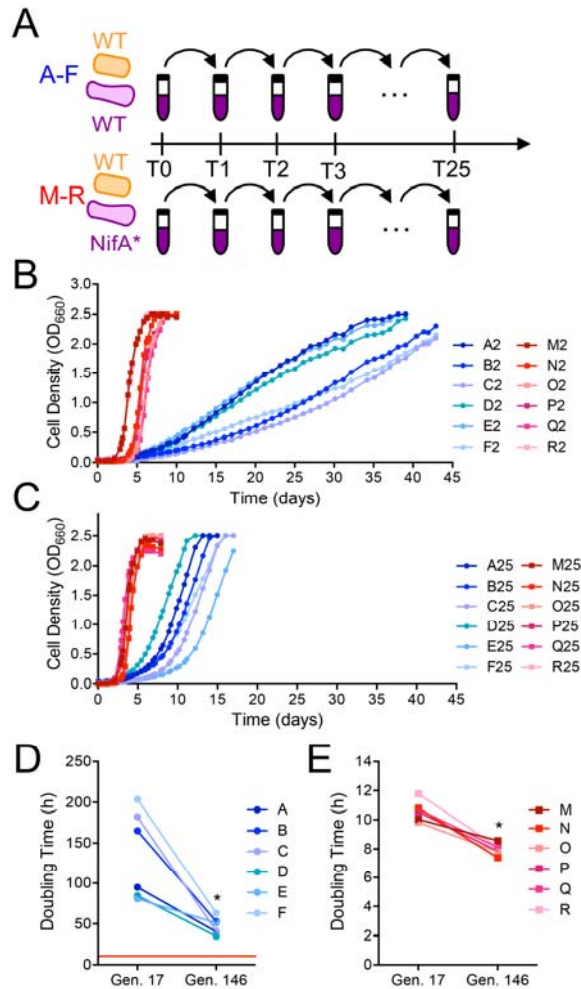 A
WT
A-F
WT
T0 T1 T2 T3 T25
WT
M-R
NifA*
...
...
B
Cell Density (OD660)
3.0
2.5
2.0
1.5
1.0
0.5
0.0
0 5 10 15 20 25 30 35 40 45
Time (days)
A2 M2
B2 N2
C2 O2
D2 P2
E2 Q2
F2 R2
C
Cell Density (OD660)
2.5
2.0
1.5
1.0
0.5
0.0
0 5 10 15 20 25 30 35 40 45
Time (days)
A25 M25
B25 N25
C25 O25
D25 P25
E25 Q25
F25 R25
D
Doubling Time (h)
250
200
150
100
50
0
*
Gen. 17 Gen. 146
A
B
C
D
E
F
E
Doubling Time (h)
14
12
10
8
6
4
2
0
*
Gen. 17 Gen. 146
M
N
O
P
Q
R